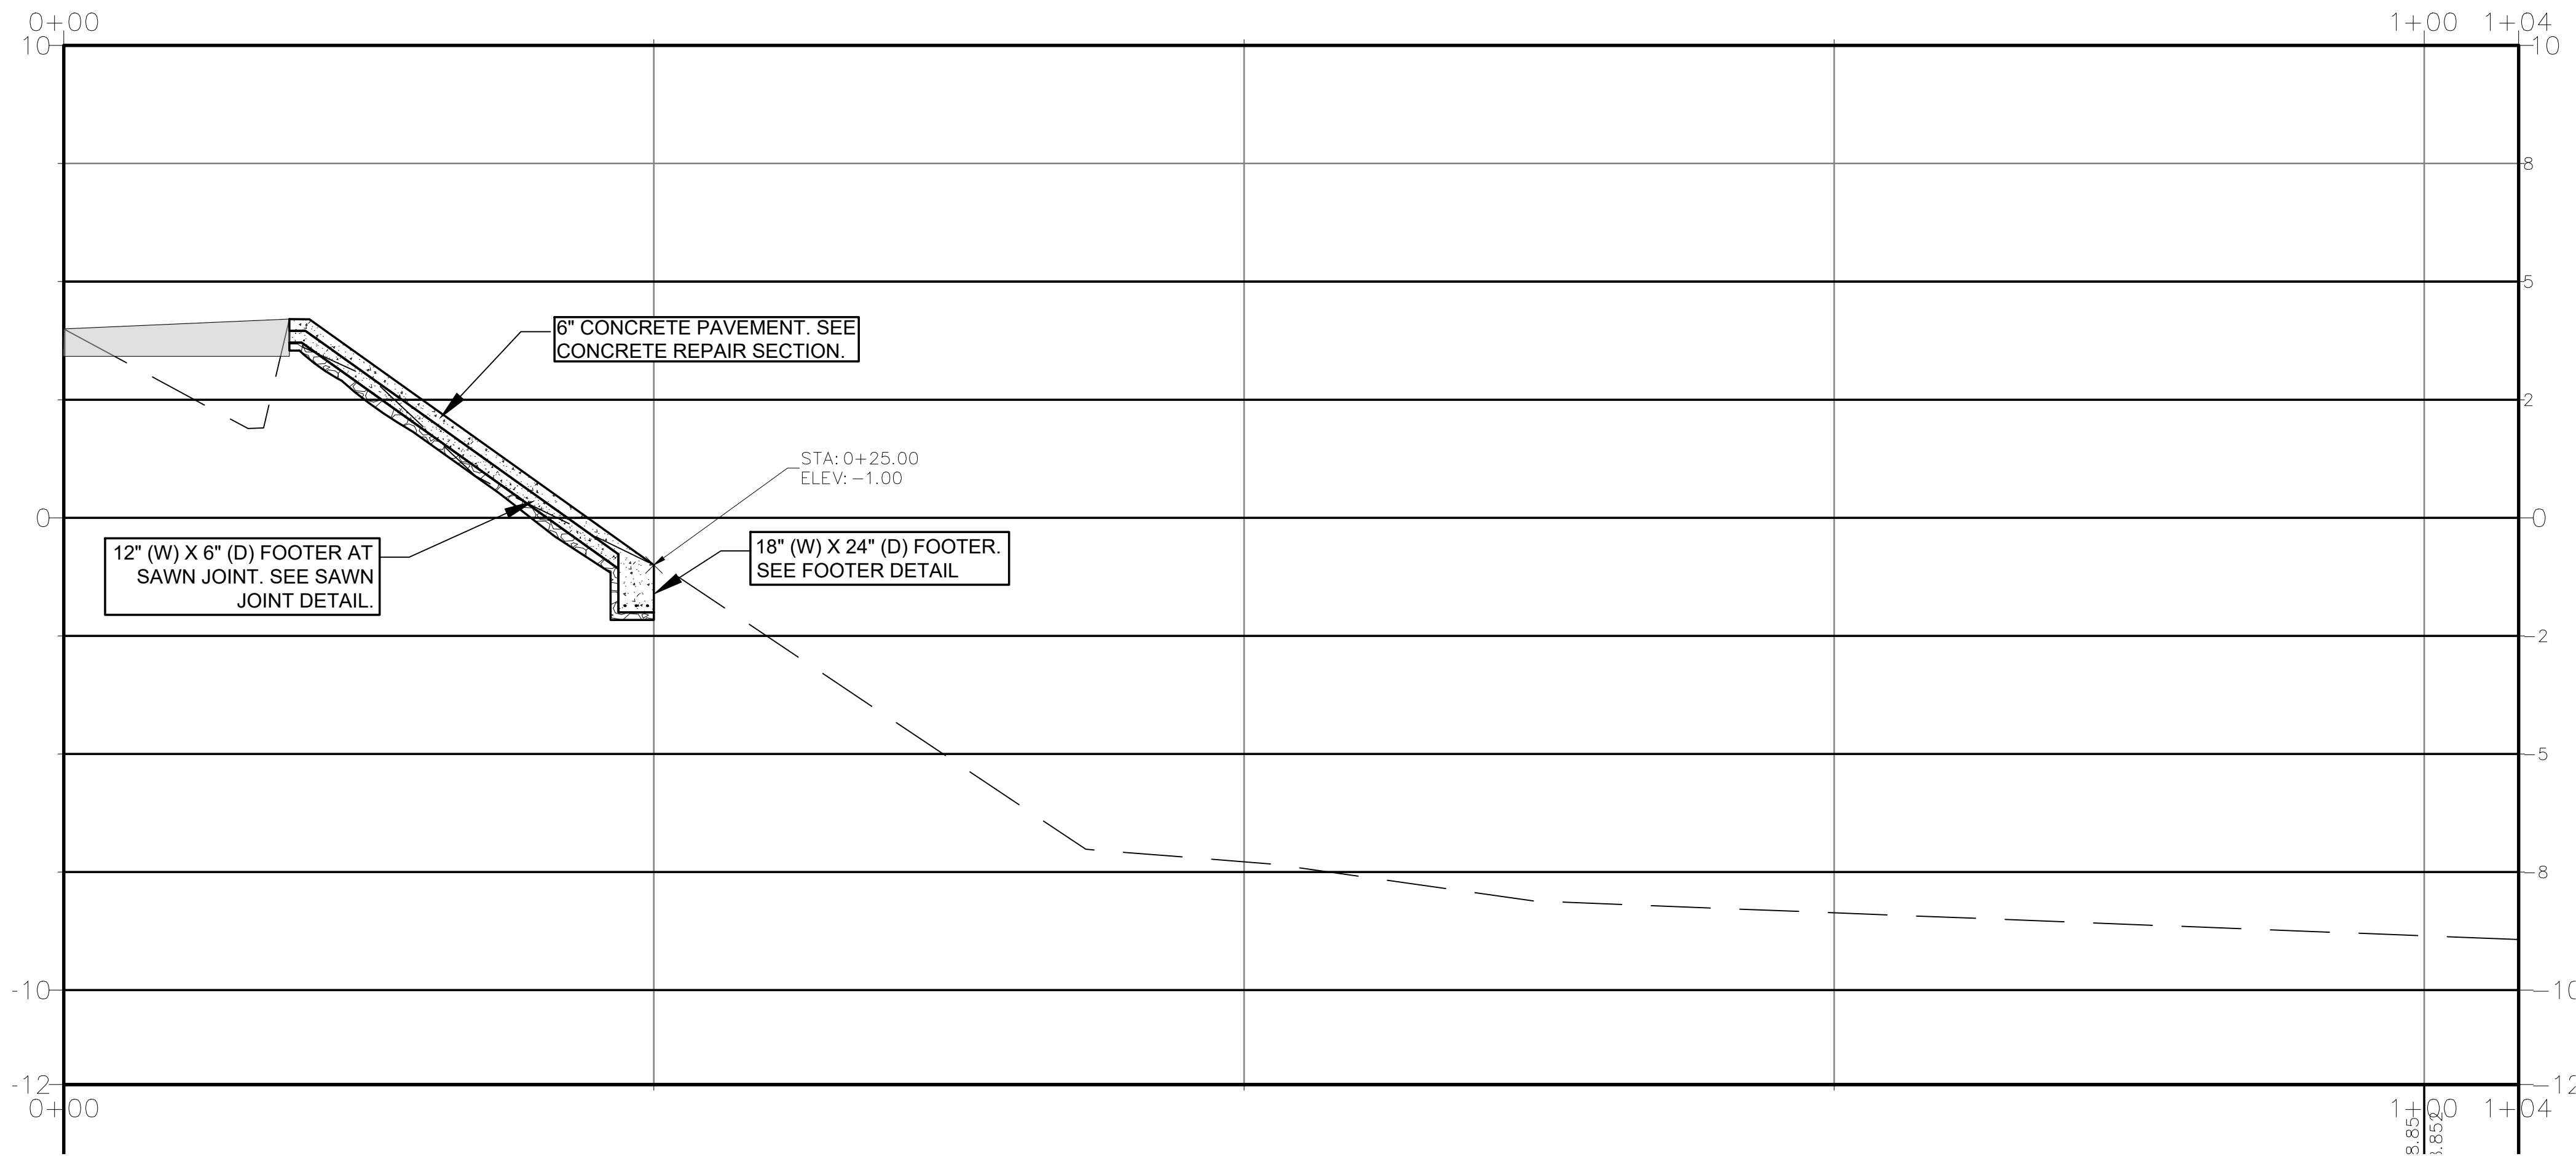 0+00
1+00
1+04
10
10
8
5
6" CONCRETE PAVEMENT. SEE
CONCRETE REPAIR SECTION.
2
STA: 0+25.00
ELEV: -1.00
0
0
12" (W) X 6" (D) FOOTER AT
SAWN JOINT. SEE SAWN
JOINT DETAIL.
18" (W) X 24" (D) FOOTER.
SEE FOOTER DETAIL
-2
-5
-8
-10
-10
-12
-12
0+00
1+00
1+04